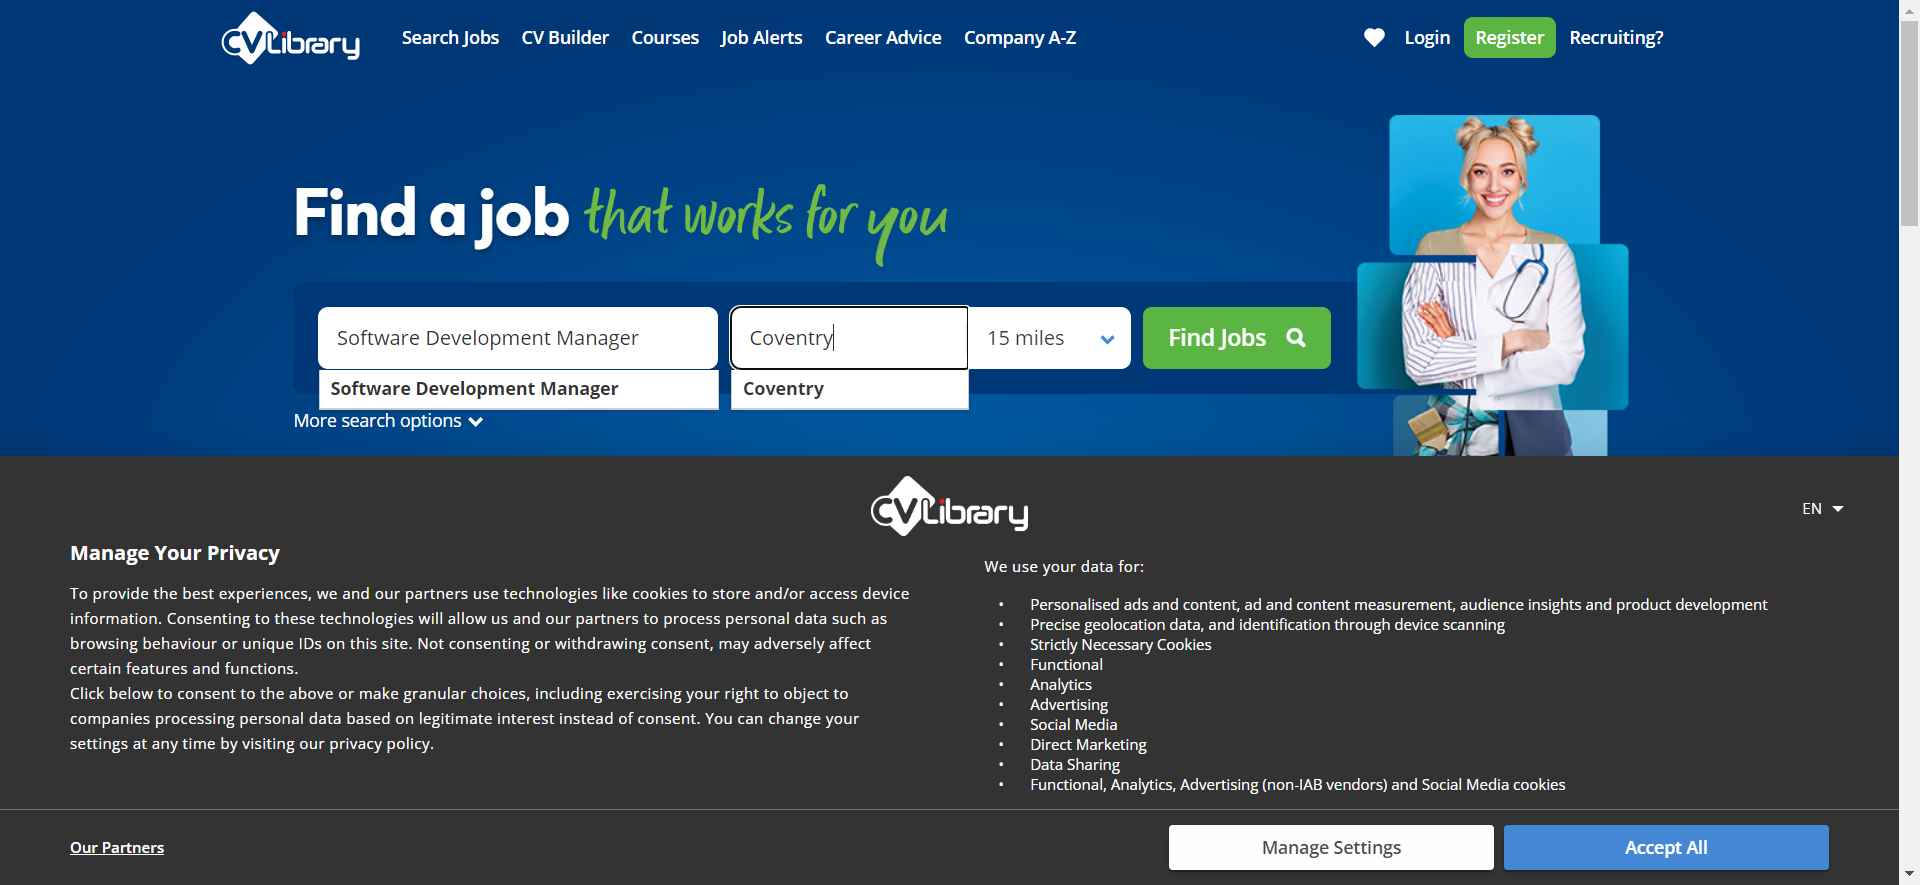 CVLibrary
Search Jobs
CV Builder
Courses
Job Alerts
Career Advice
Company A-Z
Login
Register
Recruiting?
Find a job that works for you
Software Development Manager
Coventry
15 miles
Find Jobs
Software Development Manager
Coventry
More search options
CVLibrary
EN
Manage Your Privacy
To provide the best experiences, we and our partners use technologies like cookies to store and/or access device
information. Consenting to these technologies will allow us and our partners to process personal data such as
browsing behaviour or unique IDs on this site. Not consenting or withdrawing consent, may adversely affect
certain features and functions.
Click below to consent to the above or make granular choices, including exercising your right to object to
companies processing personal data based on legitimate interest instead of consent. You can change your
settings at any time by visiting our privacy policy.
We use your data for:
• Personalised ads and content, ad and content measurement, audience insights and product development
• Precise geolocation data, and identification through device scanning
• Strictly Necessary Cookies
• Functional
• Analytics
• Advertising
• Social Media
• Direct Marketing
• Data Sharing
• Functional, Analytics, Advertising (non-IAB vendors) and Social Media cookies
Our Partners
Manage Settings
Accept All